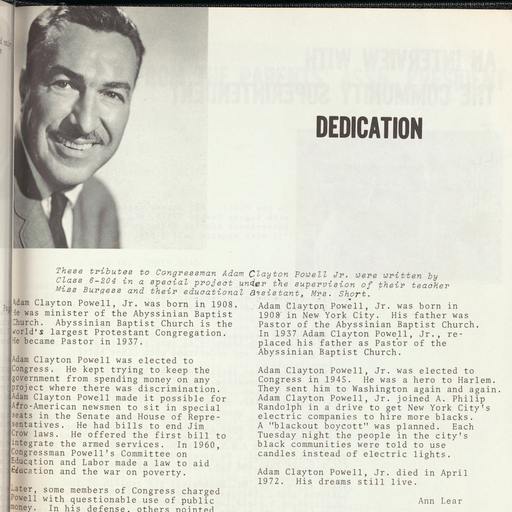 DEDICATION
These tributes to Congressman Adam Clayton Powell Jr. were written by
Class 6-204 in a special project under the supervision of their teacher
Miss Burgess and their educational Assistant, Mrs. Short.
Adam Clayton Powell, Jr. was born in 1908.
He was minister of the Abyssinian Baptist
Church. Abyssinian Baptist Church is the
world's largest Protestant Congregation.
He became Pastor in 1937.
Adam Clayton Powell was elected to
Congress. He kept trying to keep the
government from spending money on any
project where there was discrimination.
Adam Clayton Powell made it possible for
Afro-American newsmen to sit in special
seats in the Senate and House of Repre-
sentatives. He had bills to end Jim
Crow laws. He offered the first bill to
integrate the armed services. In 1960,
Congressman Powell's Committee on
Education and Labor made a law to aid
Education and the war on poverty.
Later, some members of Congress charged
Powell with questionable use of public
money. In his defense, others pointed
Adam Clayton Powell, Jr. was born in
1908 in New York City. His father was
Pastor of the Abyssinian Baptist Church.
In 1937 Adam Clayton Powell, Jr., re-
placed his father as Pastor of the
Abyssinian Baptist Church.
Adam Clayton Powell, Jr. was elected to
Congress in 1945. He was a hero to Harlem.
They sent him to Washington again and again.
Adam Clayton Powell, Jr. joined A. Philip
Randolph in a drive to get New York City's
electric companies to hire more blacks.
A "blackout boycott" was planned. Each
Tuesday night the people in the city's
black communities were told to use
candles instead of electric lights.
Adam Clayton Powell, Jr. died in April
1972. His dreams still live.
Ann Lear